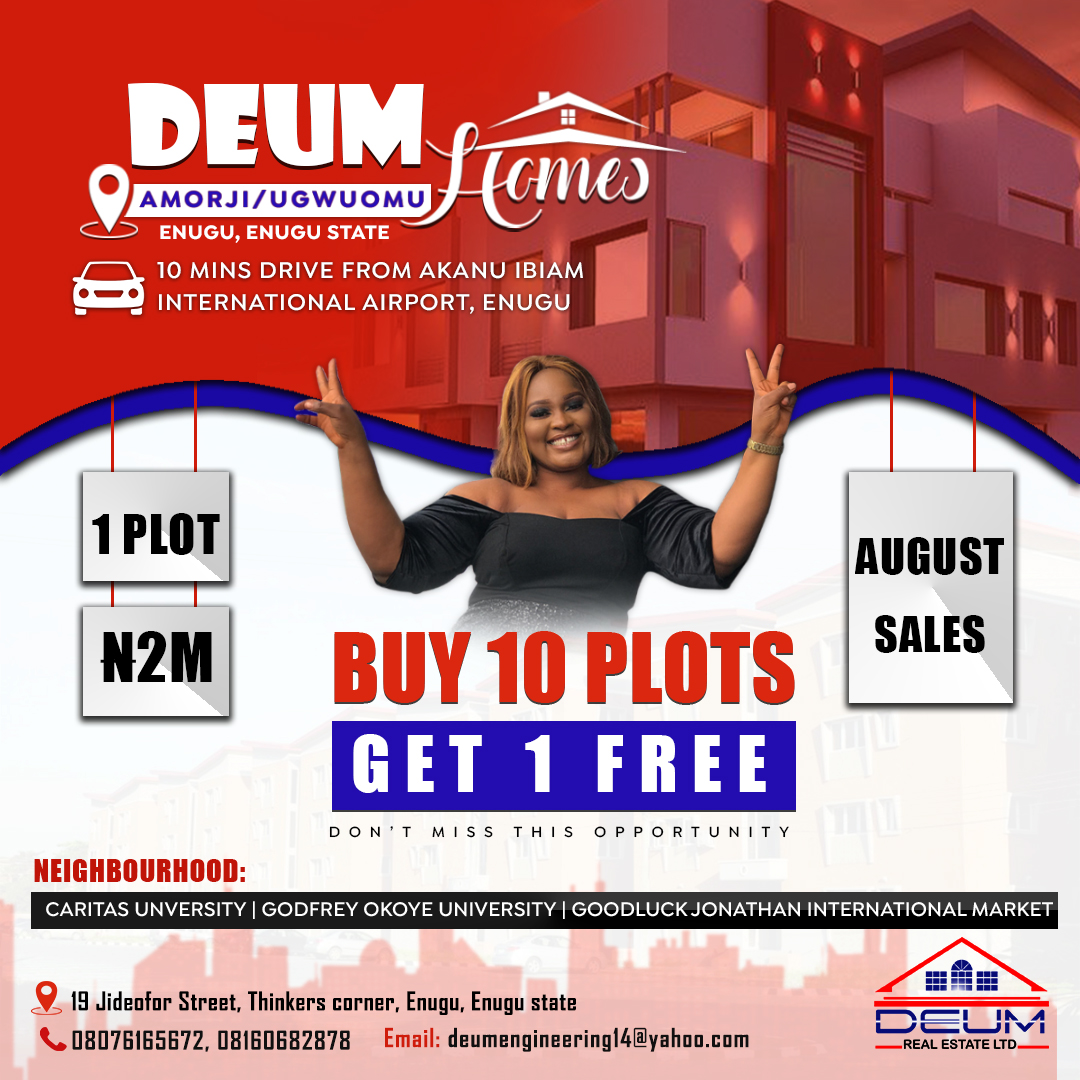 DEUM
Homes
AMORJI/UGWUOMU
ENUGU, ENUGU STATE
10 MINS DRIVE FROM AKANU IBIAM
INTERNATIONAL AIRPORT, ENUGU
1 PLOT
₦2M
AUGUST
SALES
BUY 10 PLOTS
GET 1 FREE
DON'T MISS THIS OPPORTUNITY
NEIGHBOURHOOD:
CARITAS UNVERSITY | GODFREY OKOYE UNIVERSITY | GOODLUCK JONATHAN INTERNATIONAL MARKET
19 Jideofor Street, Thinkers corner, Enugu, Enugu state
08076165672, 08160682878 Email: deumengineering14@yahoo.com
DEUM
REAL ESTATE LTD